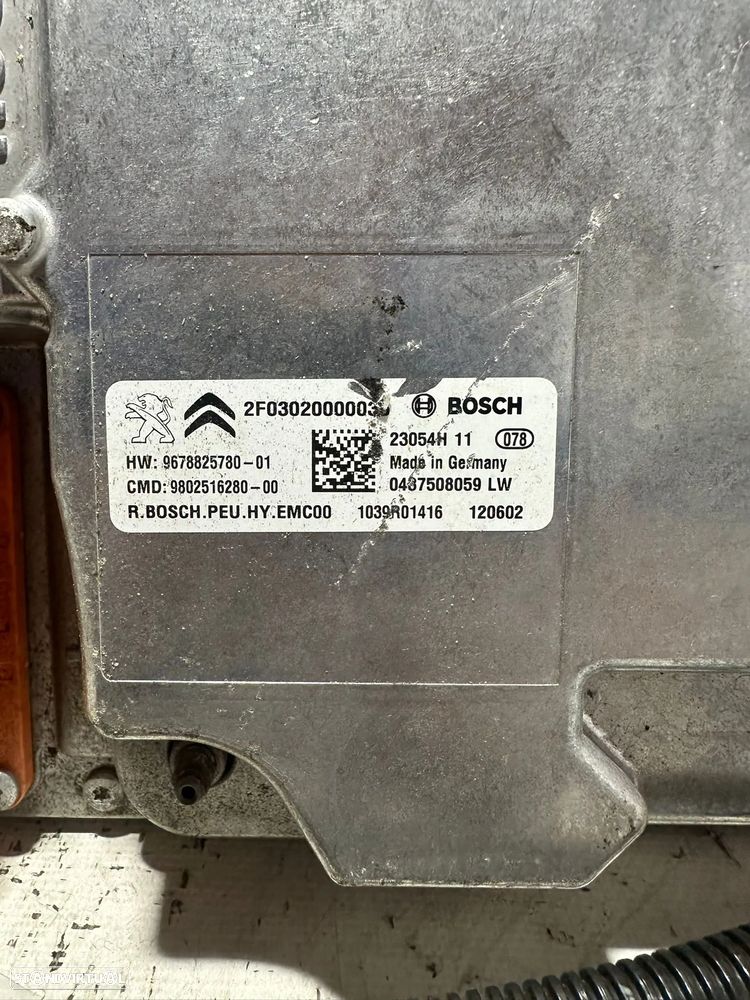 BOSCH
23054H 11 078
HW: 9678825780-01
Made in Germany
CMD: 9802516280-00
0437508059 LW
R.BOSCH.PEU.HY.EMC00 1039R01416 120602
STANDVIRTUAL